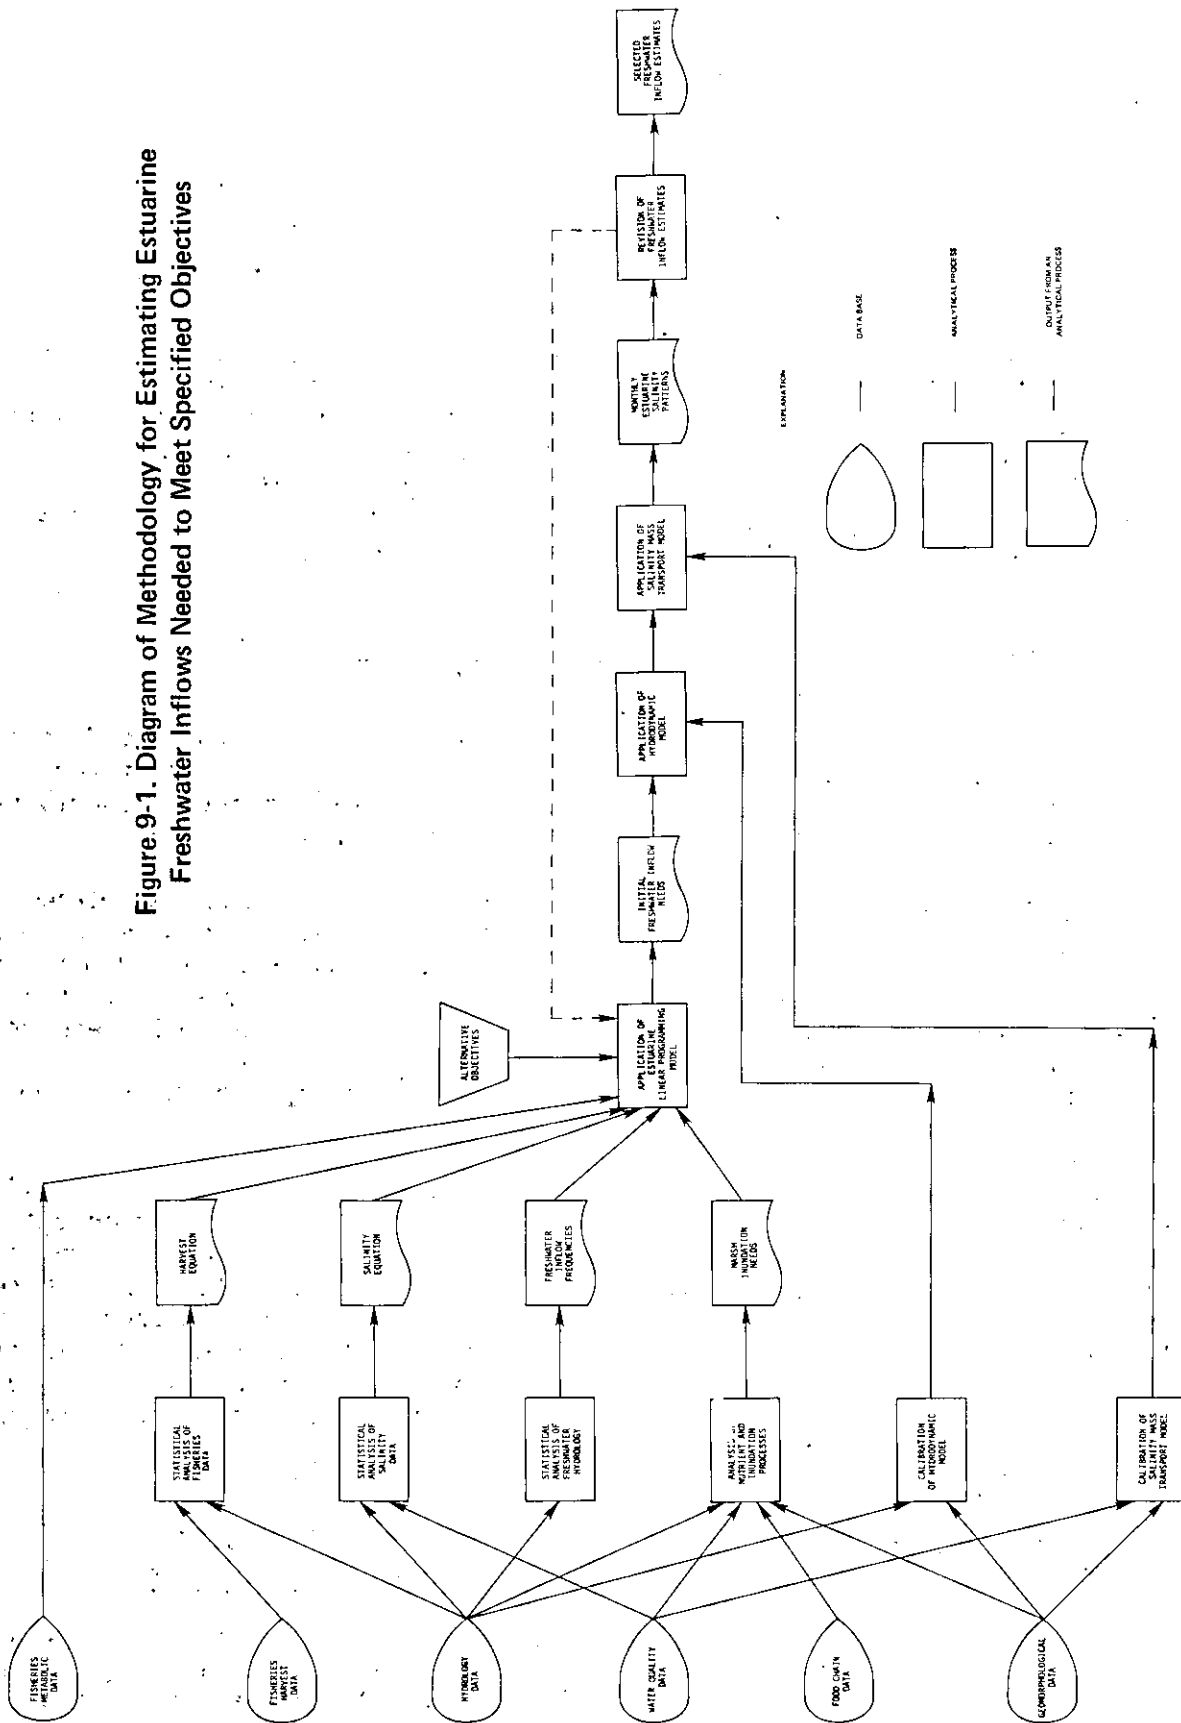 Figure 9-1. Diagram of Methodology for Estimating Estuarine
Freshwater Inflows Needed to Meet Specified Objectives
FISHERIES
METABOLIC
DATA
FISHERIES
HARVEST
DATA
HYDROLOGY
DATA
WATER QUALITY
DATA
FOOD CHAIN
DATA
GEOMORPHOLOGICAL
DATA
STATISTICAL
ANALYSIS OF
FISHERIES
DATA
STATISTICAL
ANALYSIS OF
SALINITY
DATA
STATISTICAL
ANALYSIS OF
FRESHWATER
HYDROLOGY
ANALYSIS
NUTRIENT AND
INUNDATION
PROCESSES
CALIBRATION
OF HYDRODYNAMIC
MODEL
CALIBRATION OF
SALINITY MASS
TRANSPORT MODEL
HARVEST
EQUATION
SALINITY
EQUATION
FRESHWATER
INFLOW
FREQUENCIES
MARSH
INUNDATION
NEEDS
ALTERNATIVE
OBJECTIVES
APPLICATION OF
ESTUARINE
LINEAR PROGRAMMING
MODEL
INITIAL
FRESHWATER INFLOW
NEEDS
APPLICATION OF
HYDRODYNAMIC
MODEL
APPLICATION OF
SALINITY MASS
TRANSPORT MODEL
MONTHLY
ESTUARINE
SALINITY
PATTERNS
REVISION OF
FRESHWATER
INFLOW ESTIMATES
SELECTED
FRESHWATER
INFLOW ESTIMATES
EXPLANATION
DATA BASE
ANALYTICAL PROCESS
OUTPUT FROM AN
ANALYTICAL PROCESS